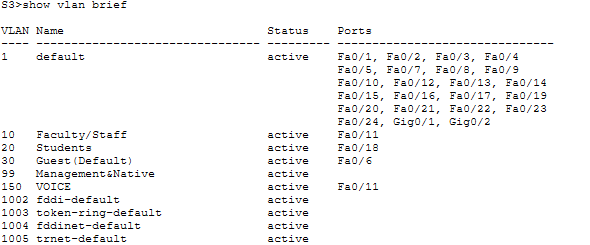 S3>show vlan brief
VLAN Name                             Status    Ports
---- -------------------------------- --------- -------------------------------
1    default                          active    Fa0/1, Fa0/2, Fa0/3, Fa0/4
                                                Fa0/5, Fa0/7, Fa0/8, Fa0/9
                                                Fa0/10, Fa0/12, Fa0/13, Fa0/14
                                                Fa0/15, Fa0/16, Fa0/17, Fa0/19
                                                Fa0/20, Fa0/21, Fa0/22, Fa0/23
                                                Fa0/24, Gig0/1, Gig0/2
10   Faculty/Staff                    active    Fa0/11
20   Students                         active    Fa0/18
30   Guest(Default)                   active    Fa0/6
99   Management&Native                active
150  VOICE                            active    Fa0/11
1002 fddi-default                     active
1003 token-ring-default               active
1004 fddinet-default                  active
1005 trnet-default                    active